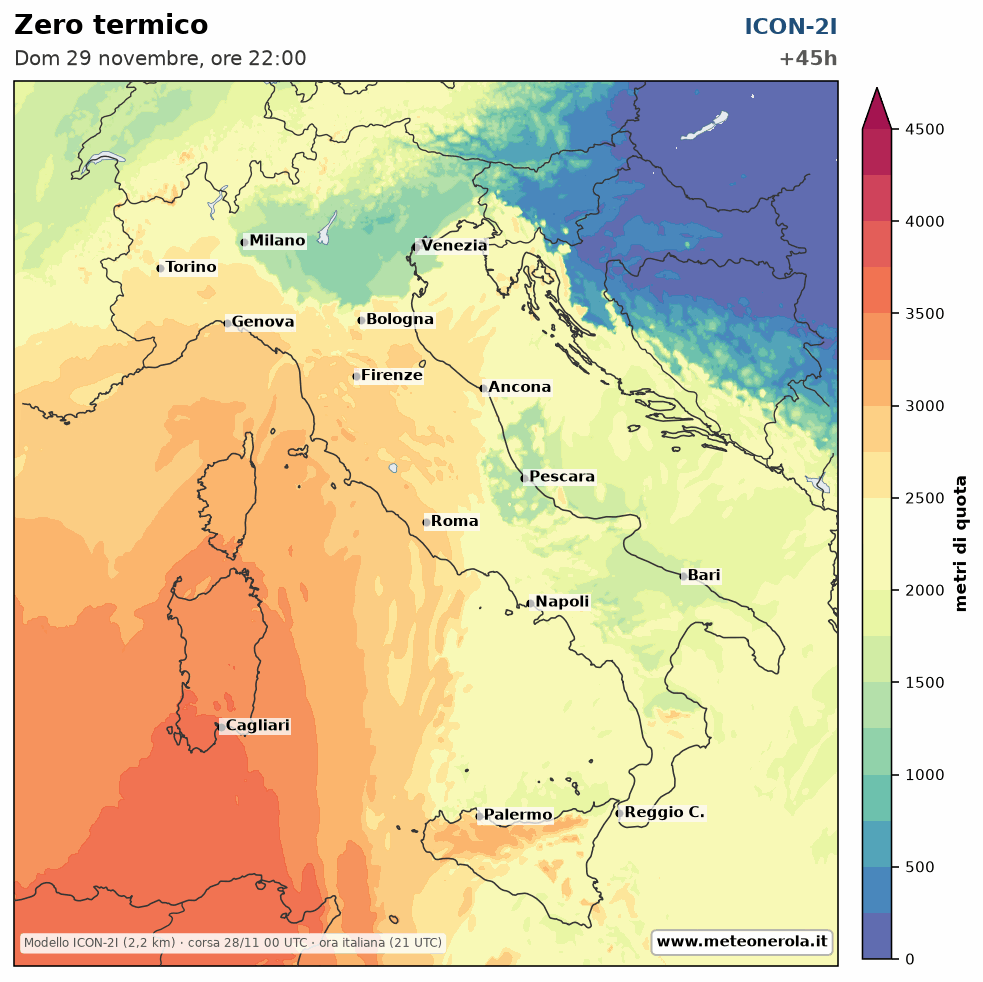 Zero termico
ICON-2I
Dom 29 novembre, ore 22:00
+45h
4500
4000
3500
3000
2500
2000
1500
1000
500
0
metri di quota
Milano
Venezia
Torino
Genova
Bologna
Firenze
Ancona
Pescara
Roma
Bari
Napoli
Cagliari
Palermo
Reggio C.
Modello ICON-2I (2,2 km) · corsa 28/11 00 UTC · ora italiana (21 UTC)
www.meteonerola.it